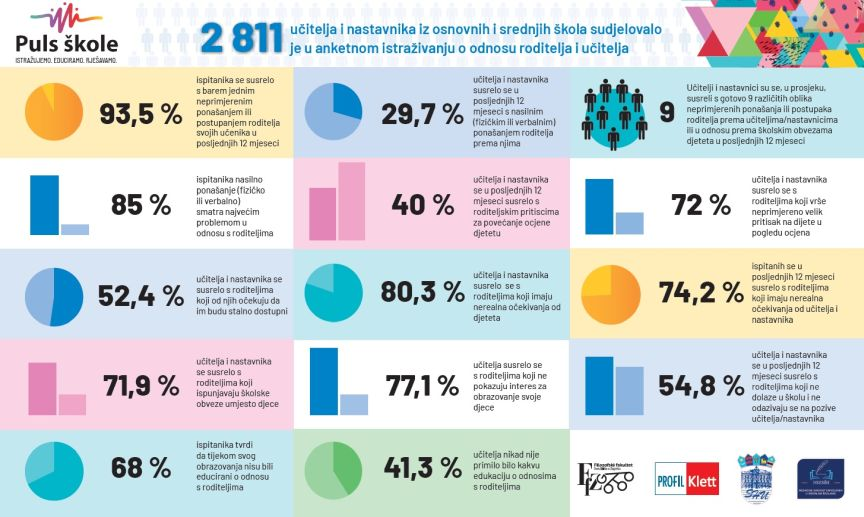 Puls škole
ISTRAŽUJEMO. EDUCIRAMO. RJEŠAVAMO.
2 811
učitelja i nastavnika iz osnovnih i srednjih škola sudjelovalo
je u anketnom istraživanju o odnosu roditelja i učitelja
93,5 %
ispitanika se susrelo
s barem jednim
neprimjerenim
ponašanjem ili
postupanjem roditelja
svojih učenika u
posljednjih 12 mjeseci
29,7 %
učitelja i nastavnika
susrelo se u
posljednjih 12
mjeseci s nasilnim
(fizičkim ili verbalnim)
ponašanjem roditelja
prema njima
9
Učitelji i nastavnici su se, u prosjeku,
susreli s gotovo 9 različitih oblika
neprimjerenih ponašanja ili postupaka
roditelja prema učiteljima/nastavnicima
ili u odnosu prema školskim obvezama
djeteta u posljednjih 12 mjeseci
85 %
ispitanika nasilno
ponašanje (fizičko
ili verbalno)
smatra najvećim
problemom u
odnosu s roditeljima
40 %
učitelja i nastavnika
se u posljednjih 12
mjeseci susrelo s
roditeljskim pritiscima
za povećanje ocjene
djetetu
72 %
učitelja i nastavnika
susrelo se s
roditeljima koji vrše
neprimjereno velik
pritisak na dijete u
pogledu ocjena
52,4 %
učitelja i nastavnika se
susrelo s roditeljima
koji od njih očekuju da
im budu stalno dostupni
80,3 %
učitelja i nastavnika
susrelo se s
roditeljima koji imaju
nerealna očekivanja od
djeteta
74,2 %
ispitanih se u
posljednjih 12 mjeseci
susrelo s roditeljima
koji imaju nerealna
očekivanja od učitelja i
nastavnika
71,9 %
učitelja i nastavnika
susrelo se s
roditeljima koji
ispunjavaju školske
obveze umjesto djece
77,1 %
učitelja susrelo se
s roditeljima koji ne
pokazuju interes za
obrazovanje svoje
djece
54,8 %
učitelja i nastavnika
se u posljednjih 12
mjeseci susrelo s
roditeljima koji ne
dolaze u školu i ne
odazivaju se na pozive
učitelja/nastavnika
68 %
ispitanika tvrdi
da tijekom svog
obrazovanja nisu bili
educirani o odnosu
s roditeljima
41,3 %
učitelja nikad nije
primilo bilo kakvu
edukaciju o odnosima
s roditeljima
Filozofski fakultet
PROFIL Klett